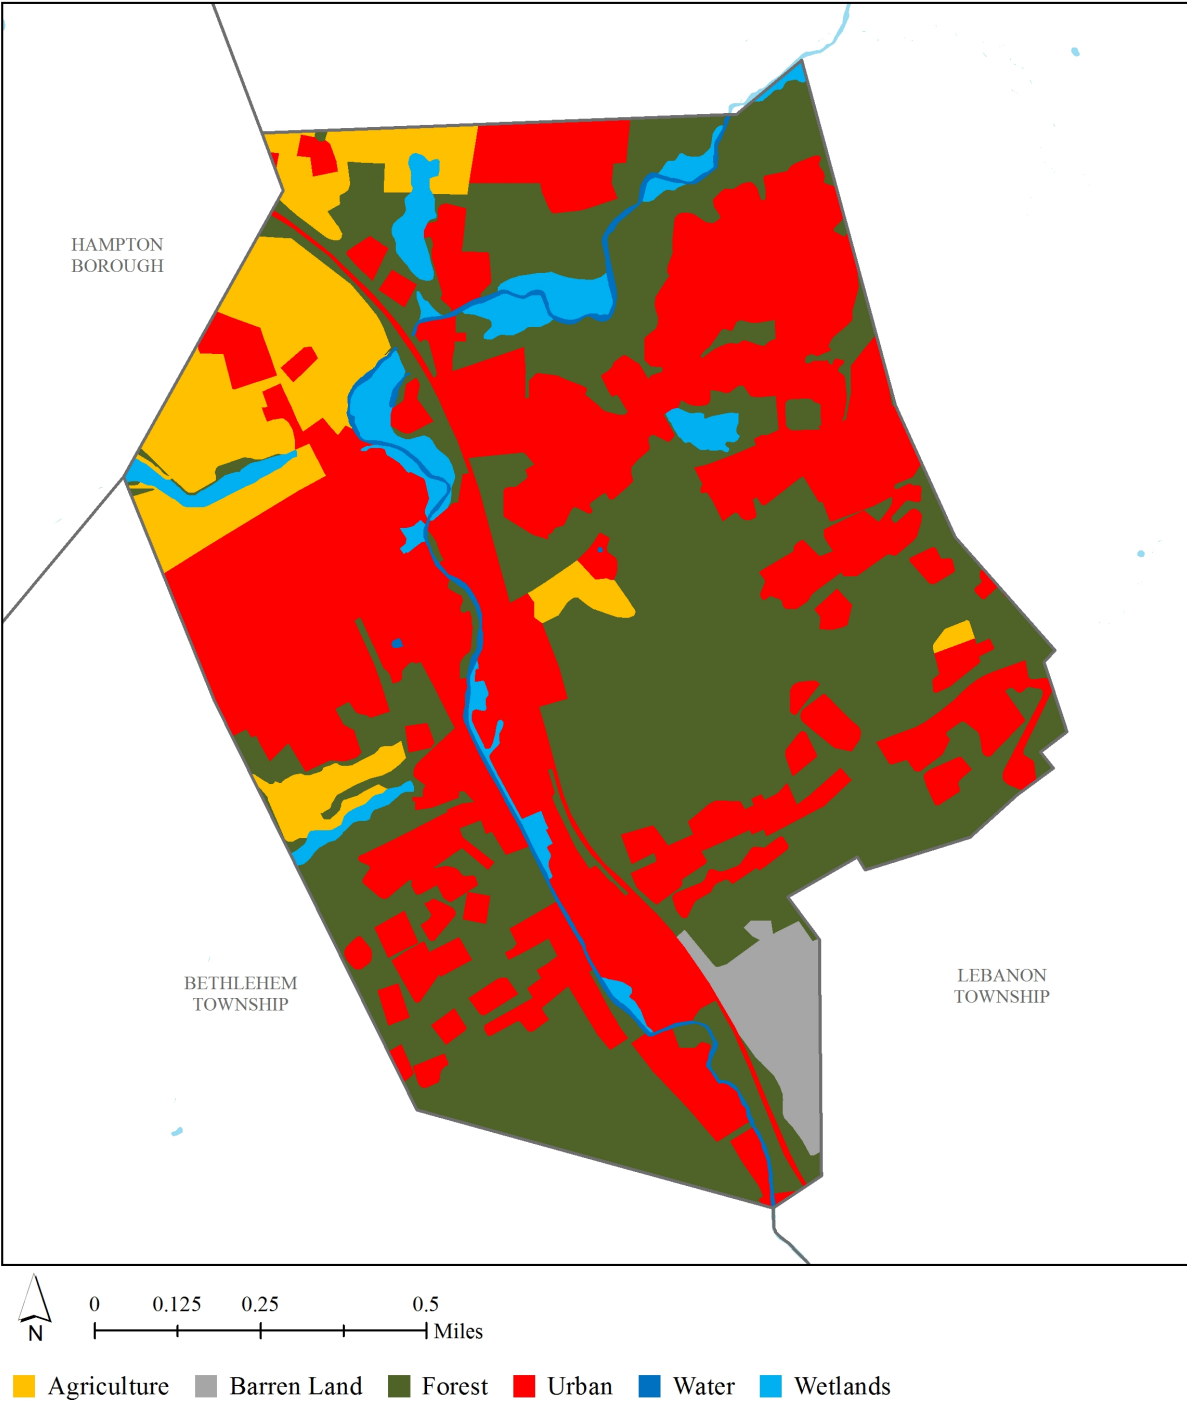 HAMPTON
BOROUGH
BETHLEHEM
TOWNSHIP
LEBANON
TOWNSHIP
N
0 0.125 0.25 0.5
Miles
Agriculture Barren Land Forest Urban Water Wetlands